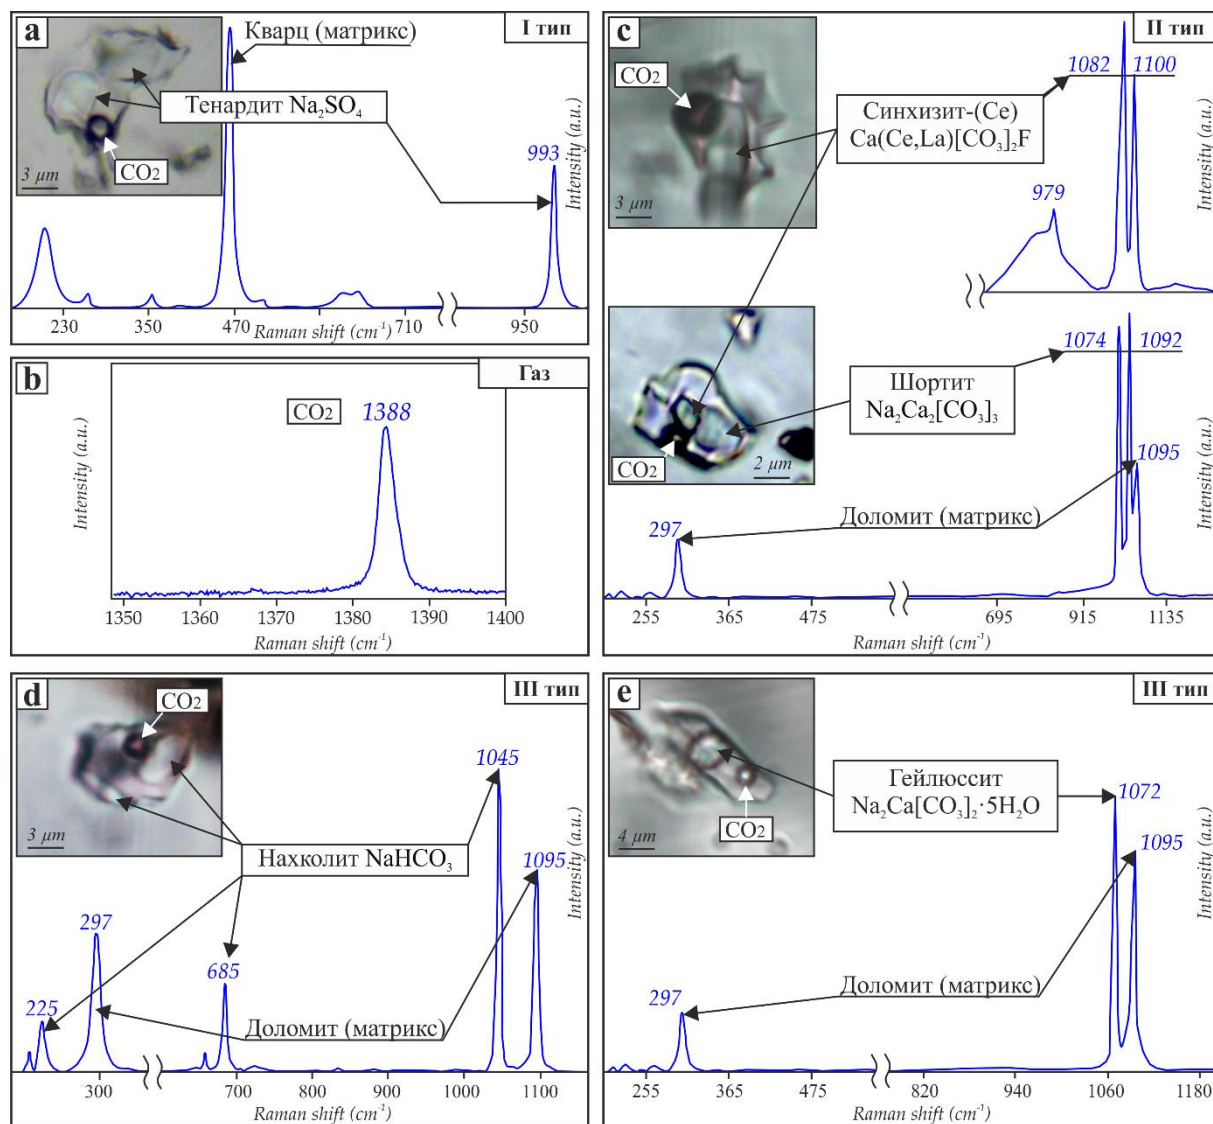 a
I тип
Кварц (матрикс)
Тенардит Na₂SO₄
CO₂
3 μm
993
Intensity (a.u.)
230 350 470 710 950
Raman shift (cm⁻¹)
b
Газ
CO₂
1388
Intensity (a.u.)
1350 1360 1370 1380 1390 1400
Raman shift (cm⁻¹)
c
II тип
CO₂
3 μm
Синхизит-(Ce)
Ca(Ce,La)[CO₃]₂F
1082 1100
979
Intensity (a.u.)
CO₂
2 μm
Шортит
Na₂Ca₂[CO₃]₃
1074 1092
1095
Доломит (матрикс)
297
Intensity (a.u.)
255 365 475 695 915 1135
Raman shift (cm⁻¹)
d
III тип
CO₂
3 μm
Нахколит NaHCO₃
1045
1095
297
685
225
Доломит (матрикс)
Intensity (a.u.)
300 700 800 900 1000 1100
Raman shift (cm⁻¹)
e
III тип
CO₂
4 μm
Гейлюссит
Na₂Ca[CO₃]₂·5H₂O
1072
1095
Доломит (матрикс)
297
Intensity (a.u.)
255 365 475 820 940 1060 1180
Raman shift (cm⁻¹)